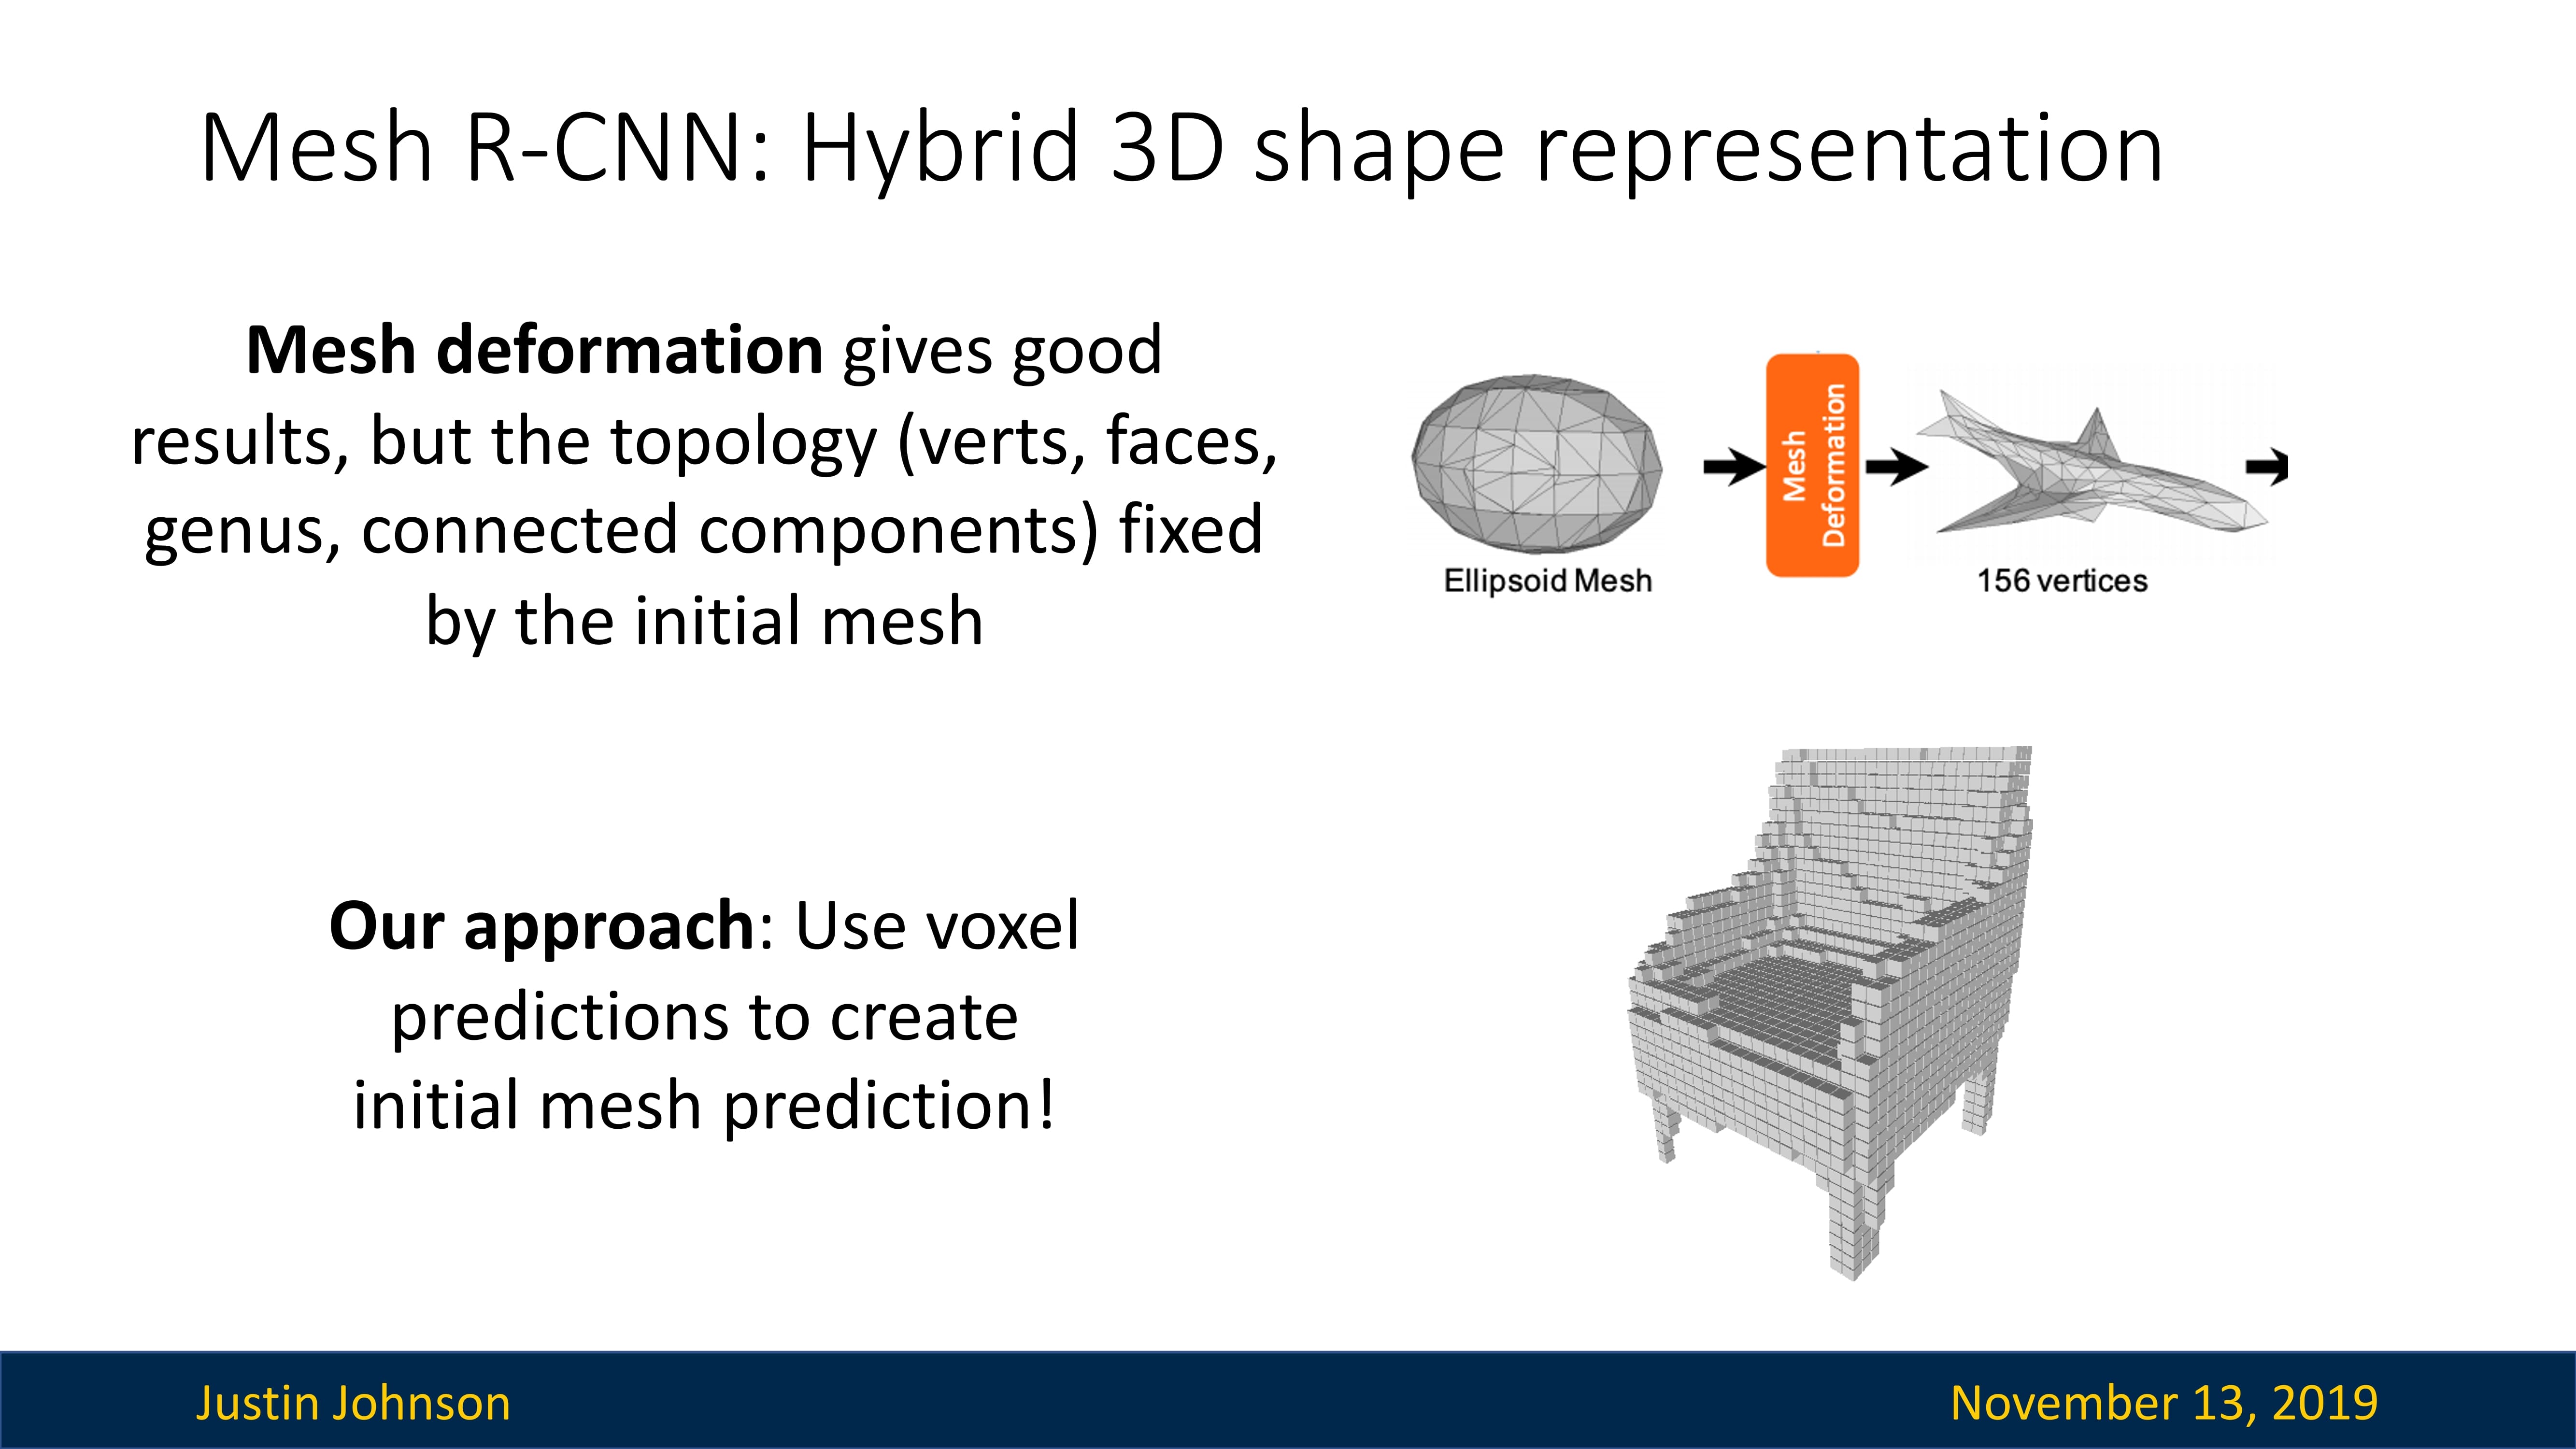 Mesh R-CNN: Hybrid 3D shape representation
Mesh deformation gives good
results, but the topology (verts, faces,
genus, connected components) fixed
by the initial mesh
Mesh
Deformation
Ellipsoid Mesh
156 vertices
Our approach: Use voxel
predictions to create
initial mesh prediction!
Justin Johnson
November 13, 2019